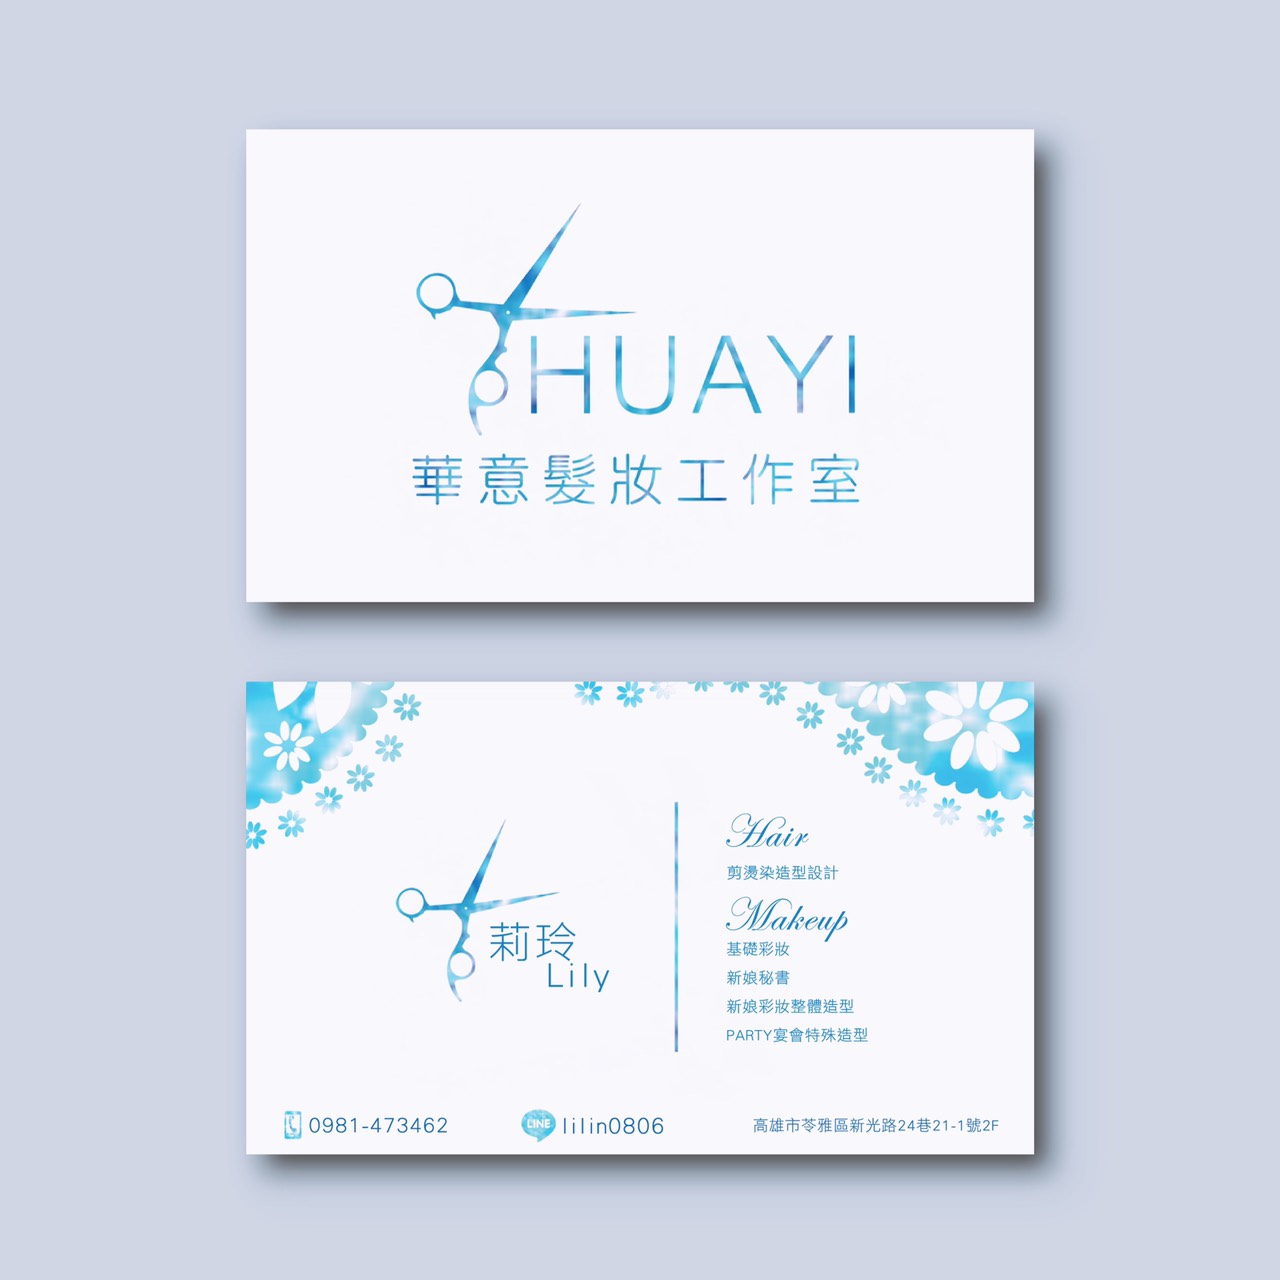 HUAYI
華意髮妝工作室
莉玲
Lily
Hair
剪燙染造型設計
Makeup
基礎彩妝
新娘秘書
新娘彩妝整體造型
PARTY宴會特殊造型
0981-473462
LINE
lilin0806
高雄市苓雅區新光路24巷21-1號2F